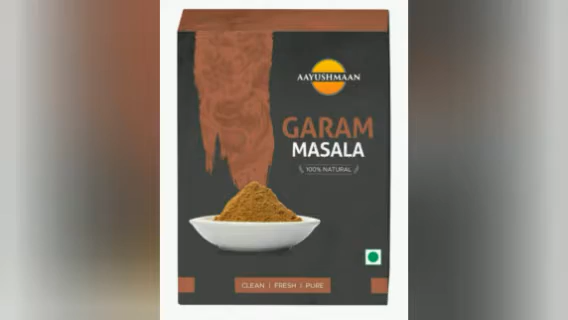 AAYUSHMAAN
GARAM
MASALA
100% NATURAL
CLEAN | FRESH | PURE